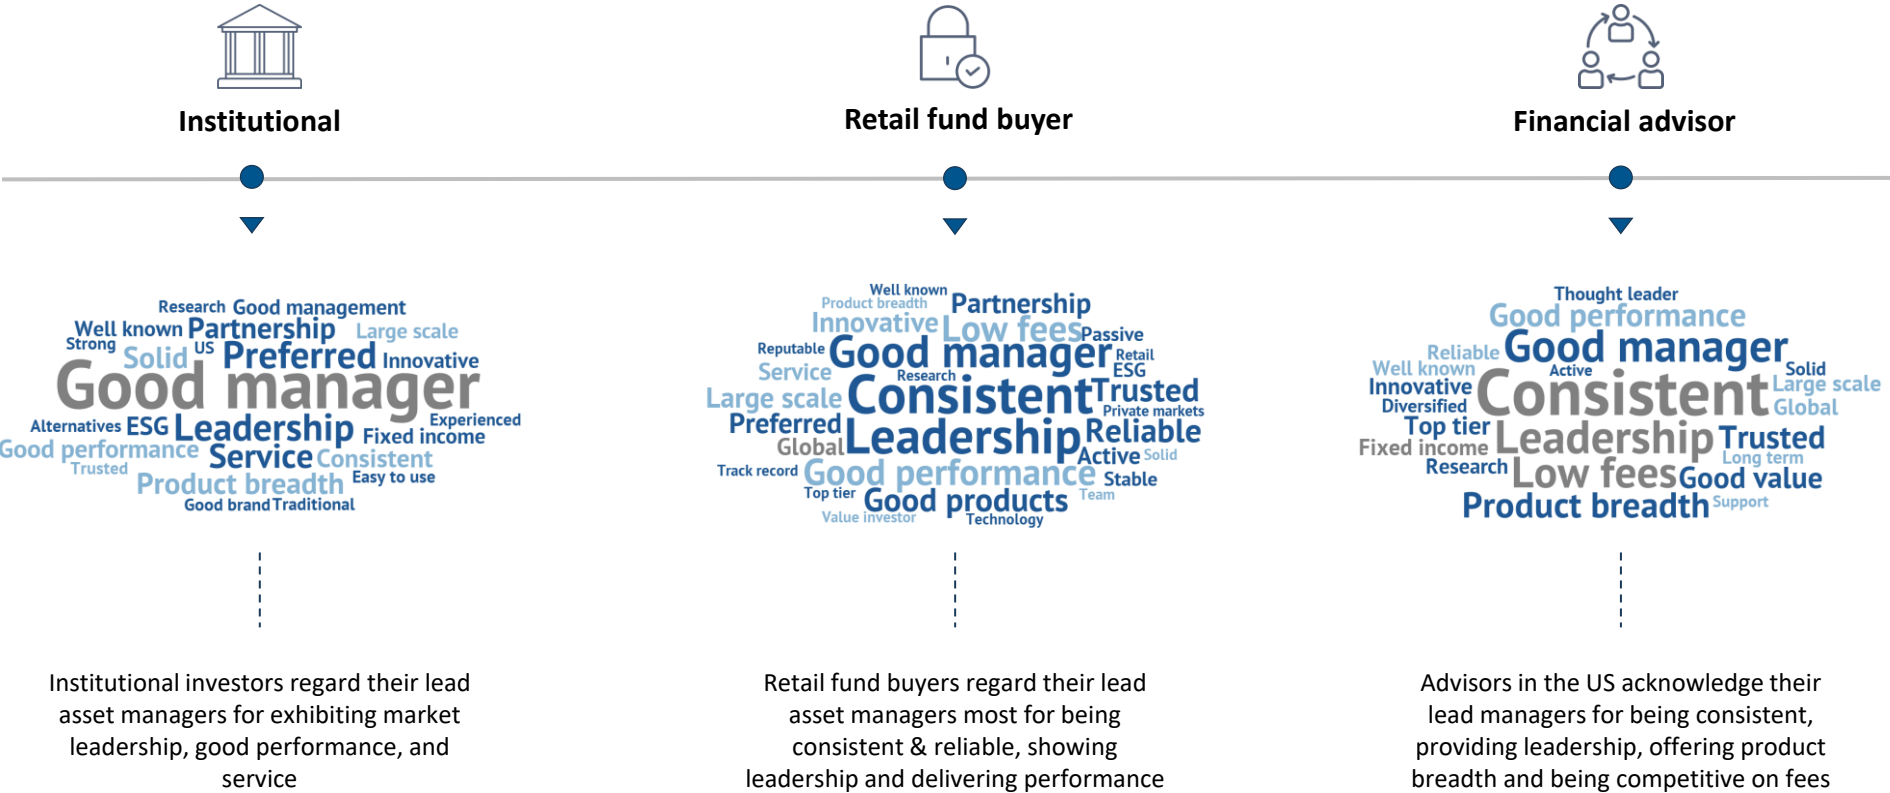 Institutional
Retail fund buyer
Financial advisor
Research Good management
Well known Partnership Large scale
Strong Solid US Preferred Innovative
Good manager
Alternatives ESG Leadership Experienced
Fixed income
Good performance Service Consistent
Trusted
Product breadth Easy to use
Good brand Traditional
Well known
Product breadth Partnership
Innovative Low fees Passive
Reputable Good manager Retail
Service Research ESG
Large scale Consistent Trusted
Private markets
Preferred Leadership Reliable
Global Active Solid
Track record Good performance Stable
Top tier Good products Team
Value investor Technology
Thought leader
Good performance
Reliable Good manager
Well known Active Solid
Innovative Consistent Large scale
Diversified Global
Top tier Leadership Trusted
Fixed income Long term
Research Low fees Good value
Product breadth Support
Institutional investors regard their lead
asset managers for exhibiting market
leadership, good performance, and
service
Retail fund buyers regard their lead
asset managers most for being
consistent & reliable, showing
leadership and delivering performance
Advisors in the US acknowledge their
lead managers for being consistent,
providing leadership, offering product
breadth and being competitive on fees